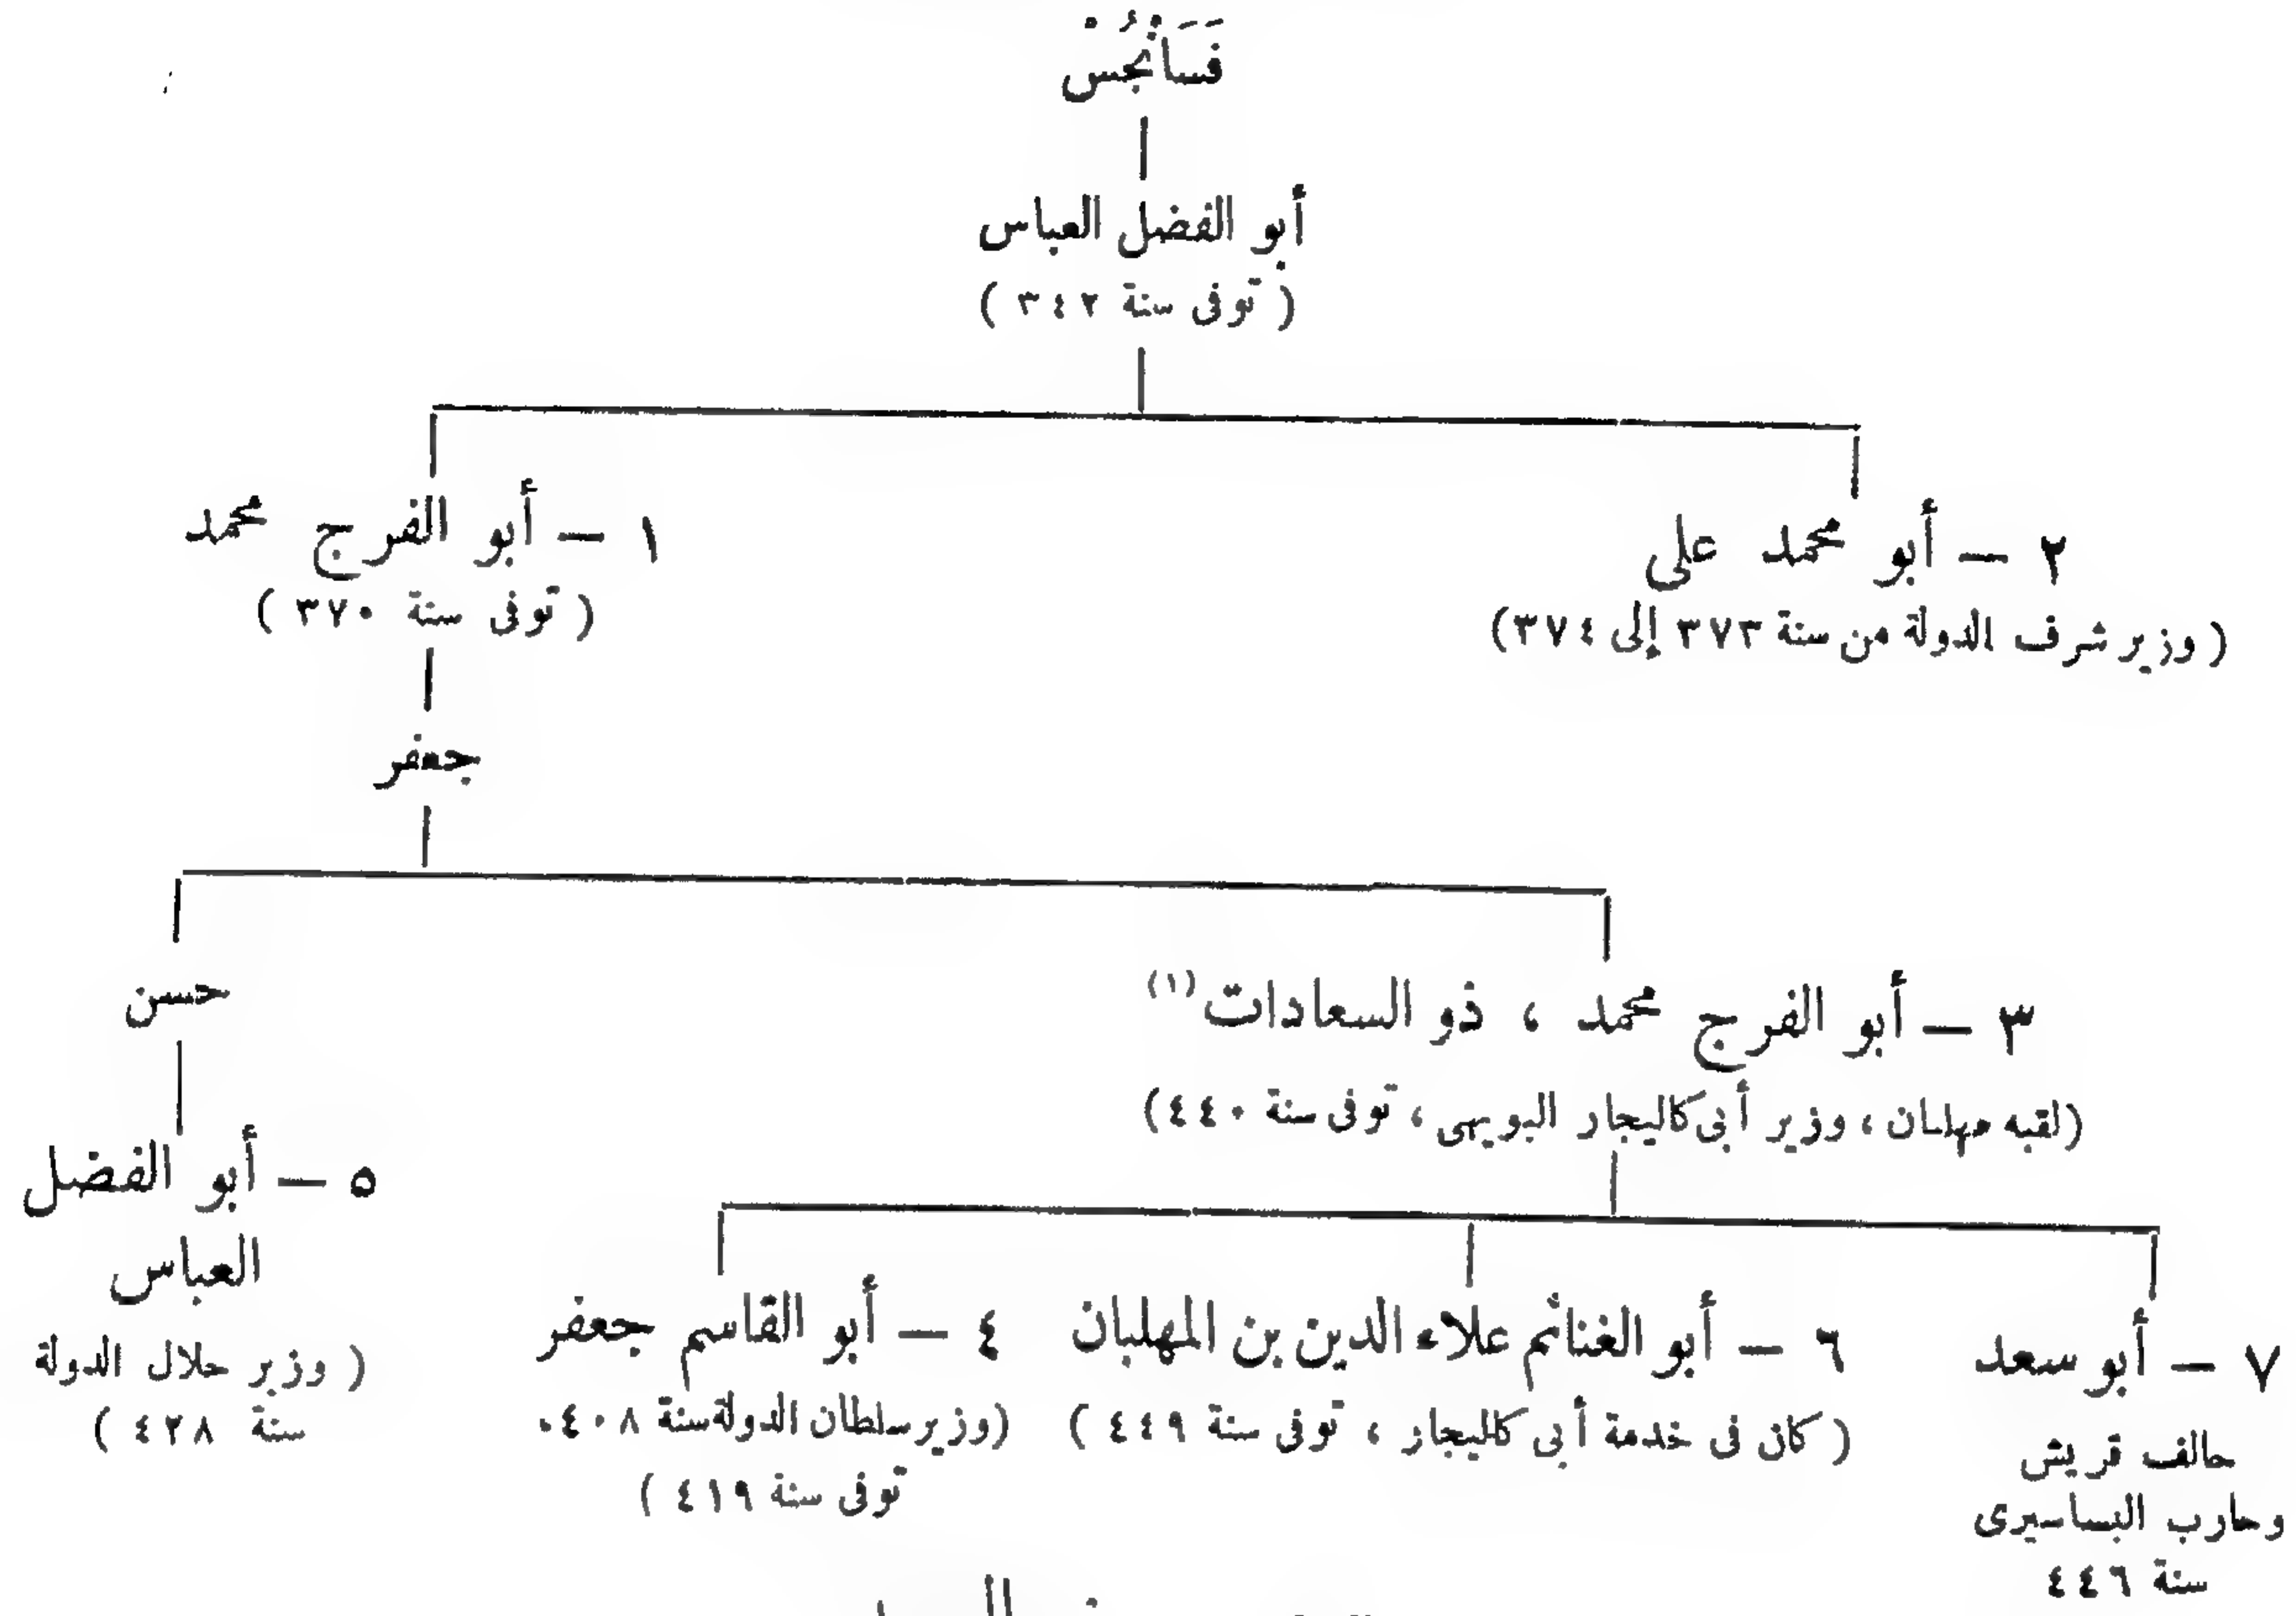 فَسَانْجُسْ
أبو الفضل العباس
( توفى سنة ٣٤٢ )
٢ — أبو محمد على
( وزير شرف الدولة من سنة ٣٧٣ إلى ٣٧٤ )
١ — أبو الفرج محمد
( توفى سنة ٣٧٠ )
جعفر
٣ — أبو الفرج محمد ، ذو السعادات (١)
(لقبه مهلبان ، وزير أبى كاليجار البويهى ، توفى سنة ٤٤٠)
حسن
٥ — أبو الفضل
العباس
( وزير جلال الدولة
سنة ٤٢٨ )
٧ — أبو سعد
حالف قريش
وحارب البساسيرى
سنة ٤٤٦
٦ — أبو الغنائم علاء الدين بن المهلبان
( كان فى خدمة أبى كاليجار ، توفى سنة ٤٤٩ )
٤ — أبو القاسم جعفر
(وزير سلطان الدولة سنة ٤٠٨.
توفى سنة ٤١٩ )